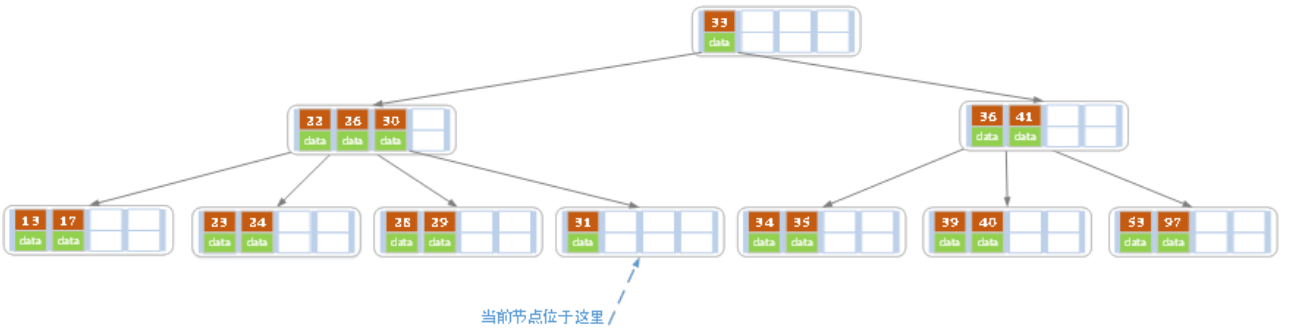 33
data
22 26 30
data data data
36 41
data data
13 17
data data
23 24
data data
28 29
data data
31
data
34 35
data data
39 40
data data
53 97
data data
当前节点位于这里